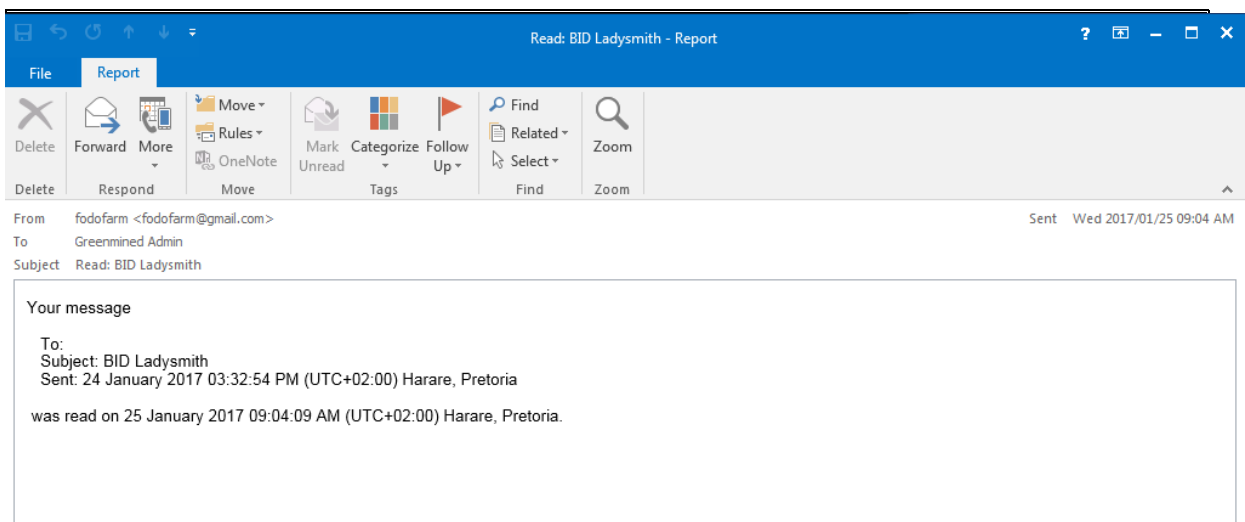 Read: BID Ladysmith - Report
?
File Report
Delete
Forward
More
Move
Rules
OneNote
Mark Unread
Categorize
Follow Up
Find
Related
Select
Zoom
Delete Respond Move Tags Find Zoom
From fodofarm <fodofarm@gmail.com> Sent Wed 2017/01/25 09:04 AM
To Greenmined Admin
Subject Read: BID Ladysmith
Your message
To:
Subject: BID Ladysmith
Sent: 24 January 2017 03:32:54 PM (UTC+02:00) Harare, Pretoria
was read on 25 January 2017 09:04:09 AM (UTC+02:00) Harare, Pretoria.